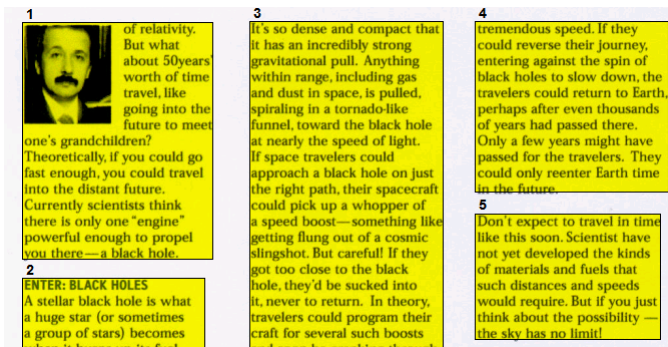 1
of relativity.
But what
about 50years'
worth of time
travel, like
going into the
future to meet
one's grandchildren?
Theoretically, if you could go
fast enough, you could travel
into the distant future.
Currently scientists think
there is only one "engine"
powerful enough to propel
you there—a black hole.
2
ENTER: BLACK HOLES
A stellar black hole is what
a huge star (or sometimes
a group of stars) becomes
when it burns up its fuel
3
It's so dense and compact that
it has an incredibly strong
gravitational pull. Anything
within range, including gas
and dust in space, is pulled,
spiraling in a tornado-like
funnel, toward the black hole
at nearly the speed of light.
If space travelers could
approach a black hole on just
the right path, their spacecraft
could pick up a whopper of
a speed boost—something like
getting flung out of a cosmic
slingshot. But careful! If they
got too close to the black
hole, they'd be sucked into
it, never to return. In theory,
travelers could program their
craft for several such boosts
4
tremendous speed. If they
could reverse their journey,
entering against the spin of
black holes to slow down, the
travelers could return to Earth,
perhaps after even thousands
of years had passed there.
Only a few years might have
passed for the travelers. They
could only reenter Earth time
in the future.
5
Don't expect to travel in time
like this soon. Scientist have
not yet developed the kinds
of materials and fuels that
such distances and speeds
would require. But if you just
think about the possibility —
the sky has no limit!